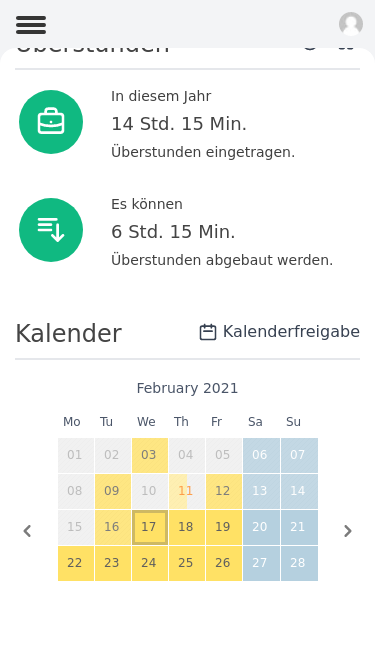 Überstunden
In diesem Jahr
14 Std. 15 Min.
Überstunden eingetragen.
Es können
6 Std. 15 Min.
Überstunden abgebaut werden.
Kalender
Kalenderfreigabe
February 2021
Mo Tu We Th Fr Sa Su
01 02 03 04 05 06 07
08 09 10 11 12 13 14
15 16 17 18 19 20 21
22 23 24 25 26 27 28